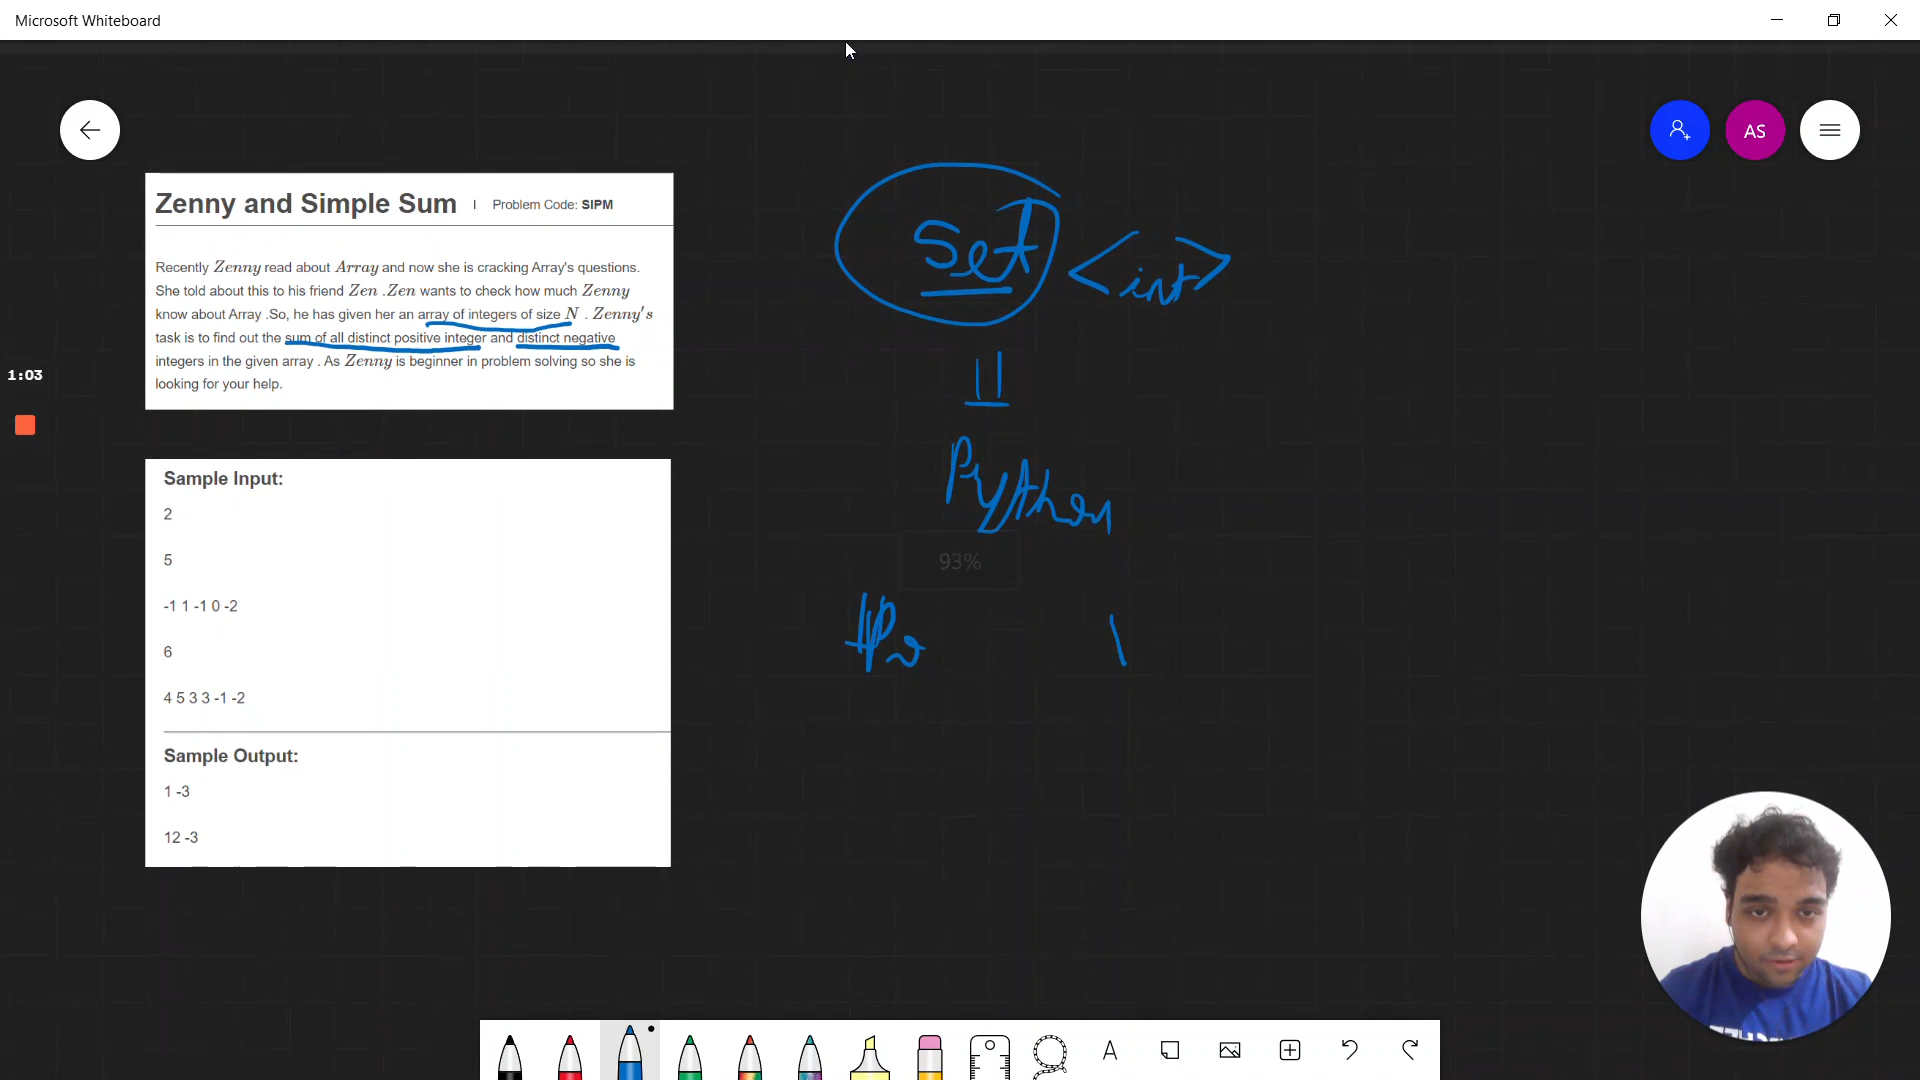 Microsoft Whiteboard
AS
1:03
Zenny and Simple Sum | Problem Code: SIPM
Recently Zenny read about Array and now she is cracking Array's questions.
She told about this to his friend Zen .Zen wants to check how much Zenny
know about Array .So, he has given her an array of integers of size N . Zenny's
task is to find out the sum of all distinct positive integer and distinct negative
integers in the given array . As Zenny is beginner in problem solving so she is
looking for your help.
Sample Input:
2
5
-1 1 -1 0 -2
6
4 5 3 3 -1 -2
Sample Output:
1 -3
12 -3
Set <int>
Python
93%
A